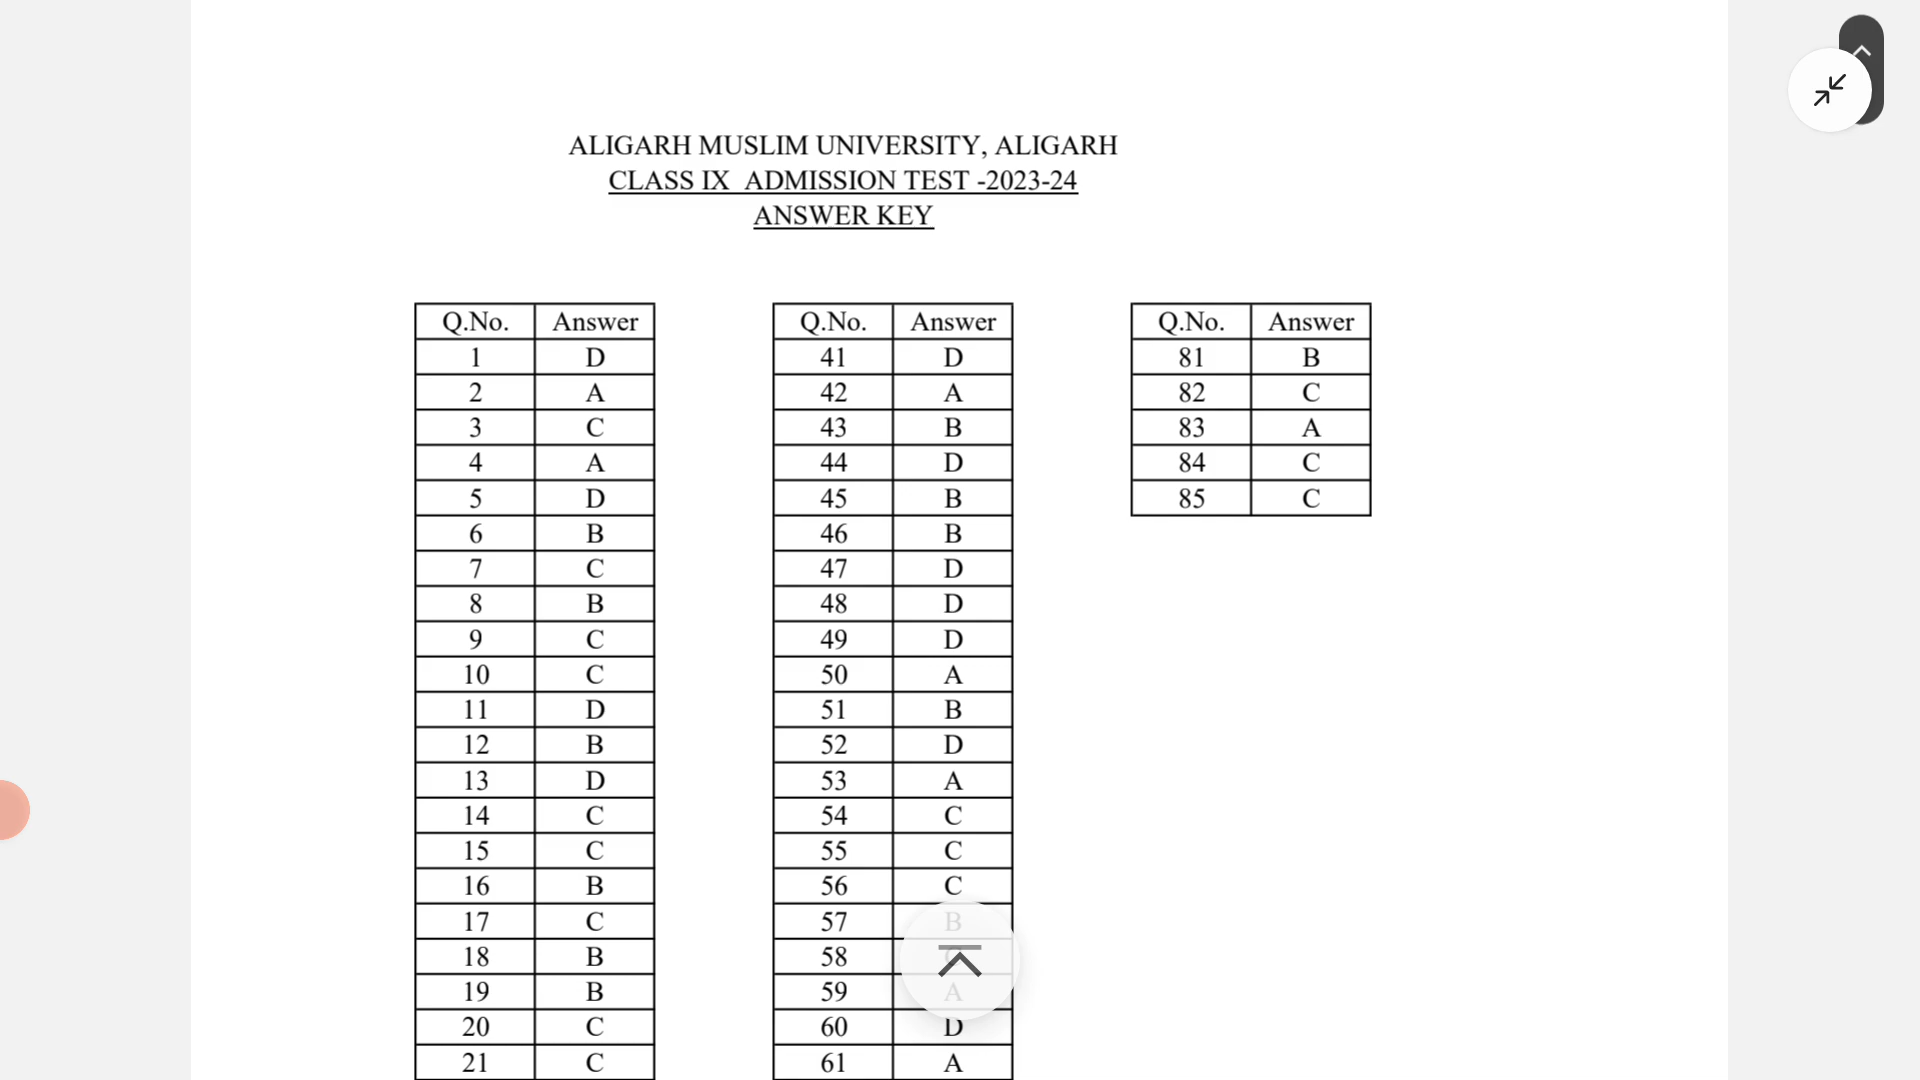 ALIGARH MUSLIM UNIVERSITY, ALIGARH
CLASS IX ADMISSION TEST -2023-24
ANSWER KEY
Q.No. Answer
1 D
2 A
3 C
4 A
5 D
6 B
7 C
8 B
9 C
10 C
11 D
12 B
13 D
14 C
15 C
16 B
17 C
18 B
19 B
20 C
21 C
Q.No. Answer
41 D
42 A
43 B
44 D
45 B
46 B
47 D
48 D
49 D
50 A
51 B
52 D
53 A
54 C
55 C
56 C
57 B
58
59 A
60 D
61 A
Q.No. Answer
81 B
82 C
83 A
84 C
85 C